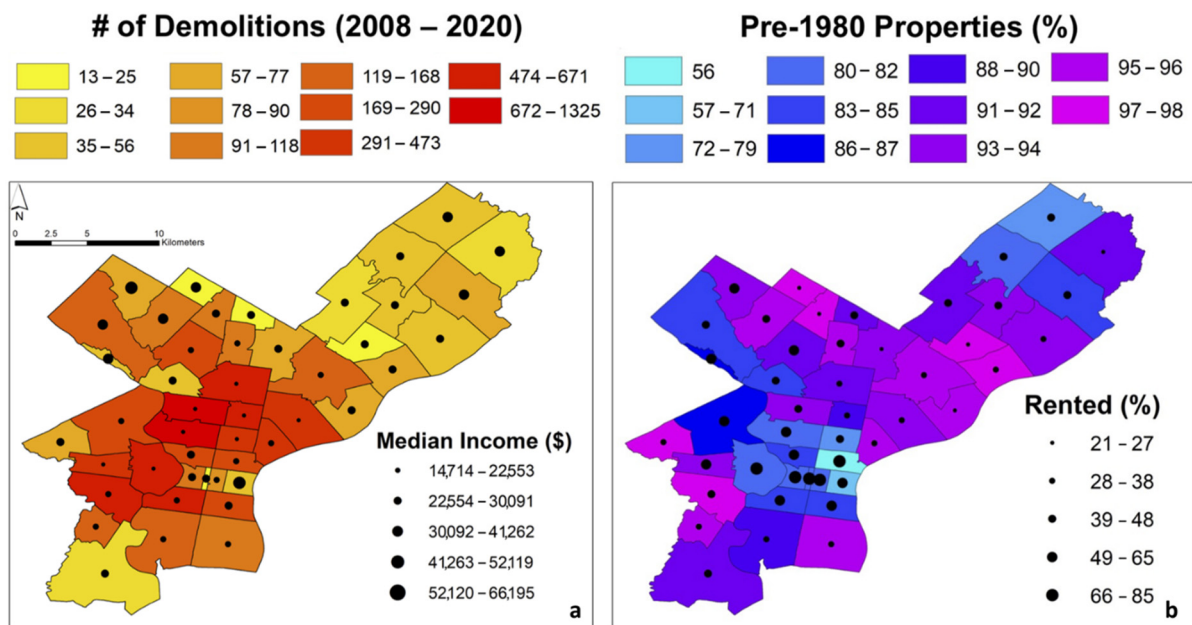 # of Demolitions (2008 – 2020)
13 – 25
57 – 77
119 – 168
474 – 671
26 – 34
78 – 90
169 – 290
672 – 1325
35 – 56
91 – 118
291 – 473
N
0 2.5 5 10
Kilometers
Median Income ($)
14,714 – 22553
22,554 – 30,091
30,092 – 41,262
41,263 – 52,119
52,120 – 66,195
a
Pre-1980 Properties (%)
56
80 – 82
88 – 90
95 – 96
57 – 71
83 – 85
91 – 92
97 – 98
72 – 79
86 – 87
93 – 94
Rented (%)
21 – 27
28 – 38
39 – 48
49 – 65
66 – 85
b